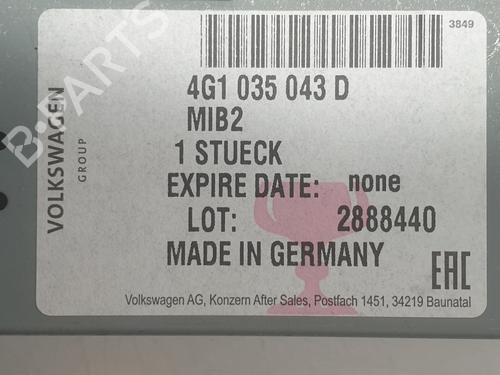 3849
4G1 035 043 D
MIB2
1 STUECK
EXPIRE DATE: none
LOT: 2888440
MADE IN GERMANY
EAC
Volkswagen AG, Konzern After Sales, Postfach 1451, 34219 Baunatal
VOLKSWAGEN
GROUP
B-PARTS